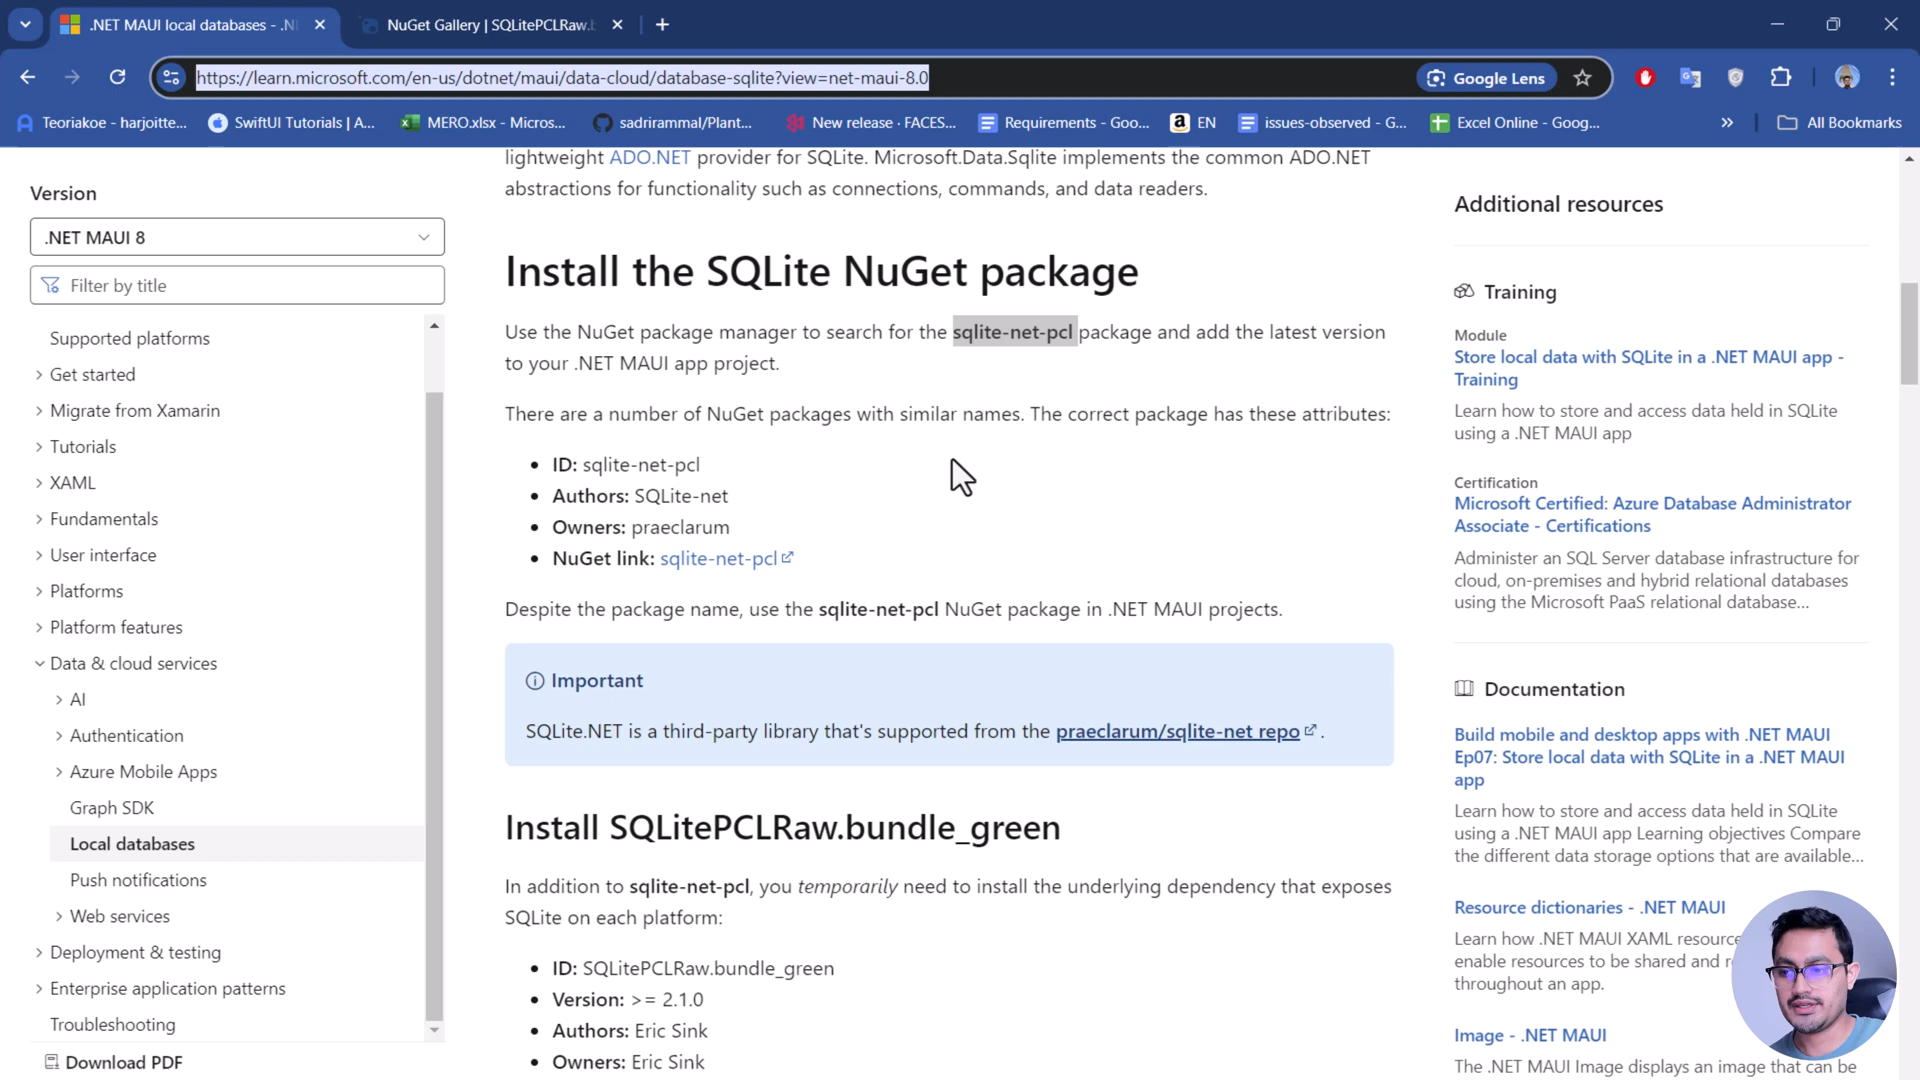 .NET MAUI local databases - .N
NuGet Gallery | SQLitePCLRaw.b
https://learn.microsoft.com/en-us/dotnet/maui/data-cloud/database-sqlite?view=net-maui-8.0
Google Lens
Teoriakoe - harjoitte...
SwiftUI Tutorials | A...
MERO.xlsx - Micros...
sadrirammal/Plant...
New release · FACES...
Requirements - Goo...
EN
issues-observed - G...
Excel Online - Goog...
All Bookmarks
Version
.NET MAUI 8
Filter by title
Supported platforms
Get started
Migrate from Xamarin
Tutorials
XAML
Fundamentals
User interface
Platforms
Platform features
Data & cloud services
AI
Authentication
Azure Mobile Apps
Graph SDK
Local databases
Push notifications
Web services
Deployment & testing
Enterprise application patterns
Troubleshooting
Download PDF
lightweight ADO.NET provider for SQLite. Microsoft.Data.Sqlite implements the common ADO.NET
abstractions for functionality such as connections, commands, and data readers.
Install the SQLite NuGet package
Use the NuGet package manager to search for the sqlite-net-pcl package and add the latest version
to your .NET MAUI app project.
There are a number of NuGet packages with similar names. The correct package has these attributes:
• ID: sqlite-net-pcl
• Authors: SQLite-net
• Owners: praeclarum
• NuGet link: sqlite-net-pcl
Despite the package name, use the sqlite-net-pcl NuGet package in .NET MAUI projects.
Important
SQLite.NET is a third-party library that's supported from the praeclarum/sqlite-net repo .
Install SQLitePCLRaw.bundle_green
In addition to sqlite-net-pcl, you temporarily need to install the underlying dependency that exposes
SQLite on each platform:
• ID: SQLitePCLRaw.bundle_green
• Version: >= 2.1.0
• Authors: Eric Sink
• Owners: Eric Sink
Additional resources
Training
Module
Store local data with SQLite in a .NET MAUI app -
Training
Learn how to store and access data held in SQLite
using a .NET MAUI app
Certification
Microsoft Certified: Azure Database Administrator
Associate - Certifications
Administer an SQL Server database infrastructure for
cloud, on-premises and hybrid relational databases
using the Microsoft PaaS relational database...
Documentation
Build mobile and desktop apps with .NET MAUI
Ep07: Store local data with SQLite in a .NET MAUI
app
Learn how to store and access data held in SQLite
using a .NET MAUI app Learning objectives Compare
the different data storage options that are available...
Resource dictionaries - .NET MAUI
Learn how .NET MAUI XAML resource
enable resources to be shared and r
throughout an app.
Image - .NET MAUI
The .NET MAUI Image displays an image that can be